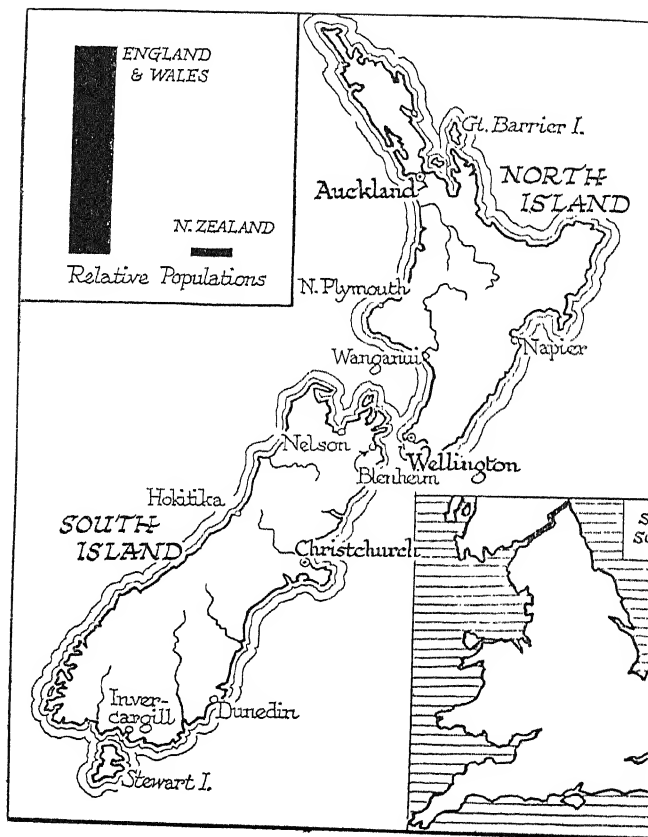 ENGLAND
& WALES
N. ZEALAND
Relative Populations
Gt. Barrier I.
Auckland
NORTH
ISLAND
N. Plymouth
Wanganui
Napier
Nelson
Wellington
Blenheim
Hokitika
SOUTH
ISLAND
Christchurch
Inver-
cargill
Dunedin
Stewart I.